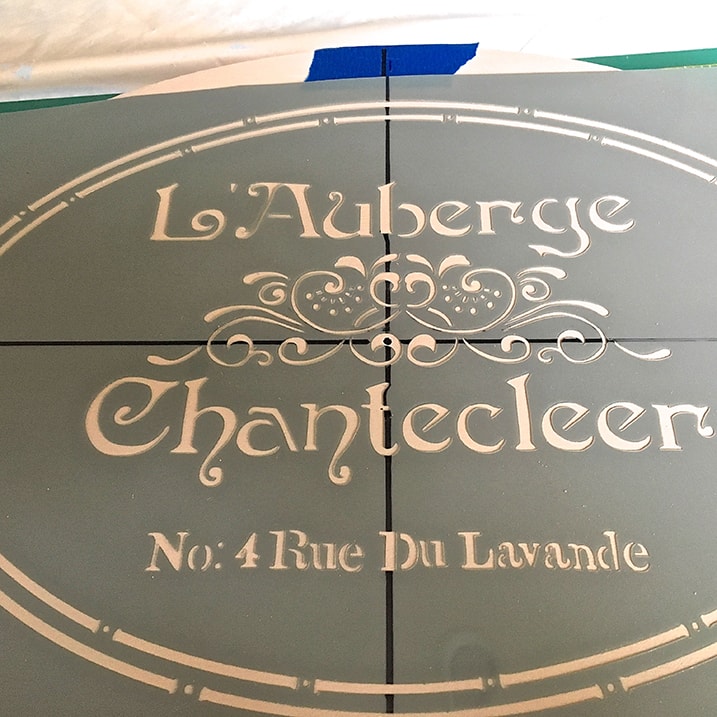 L'Auberge
Chantecleer
No: 4 Rue Du Lavande